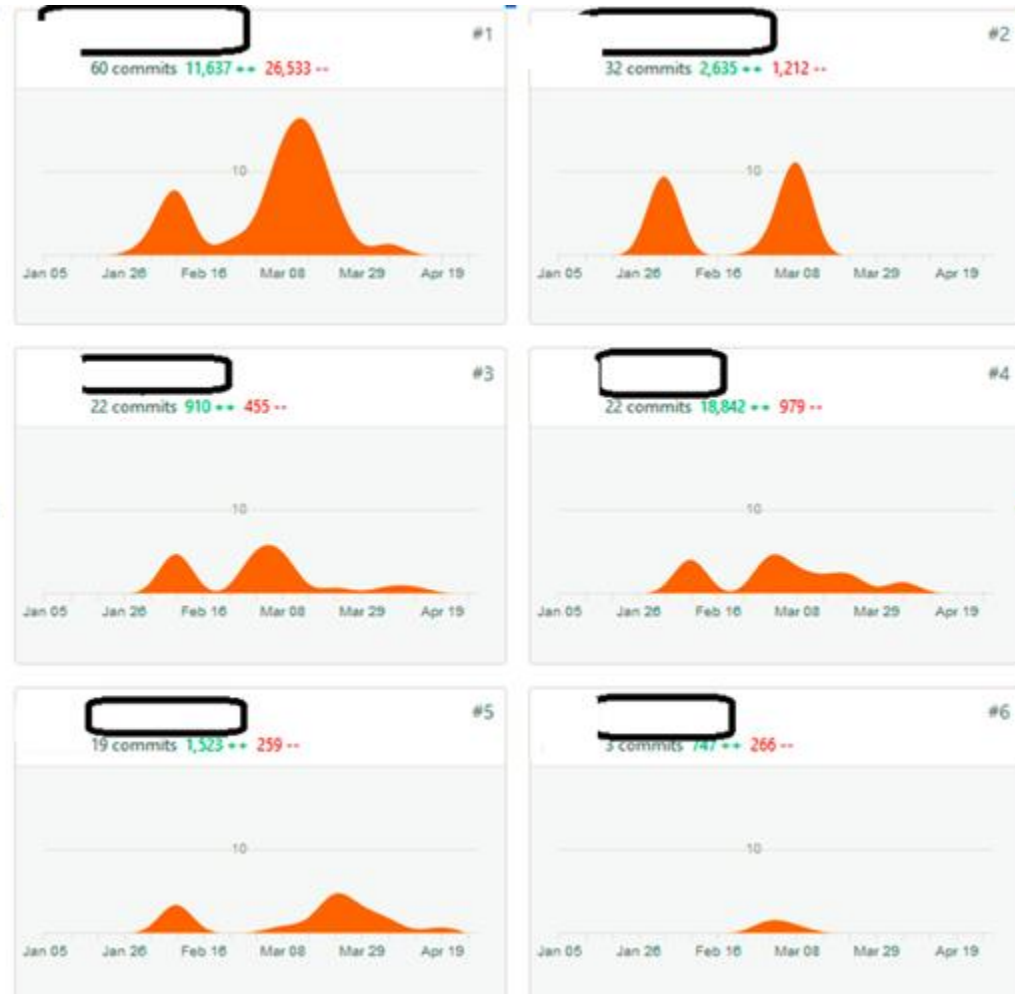 #1
60 commits 11,637 ++ 26,533 --
10
Jan 05 Jan 26 Feb 16 Mar 08 Mar 29 Apr 19
#2
32 commits 2,635 ++ 1,212 --
10
Jan 05 Jan 26 Feb 16 Mar 08 Mar 29 Apr 19
#3
22 commits 910 ++ 455 --
10
Jan 05 Jan 26 Feb 16 Mar 08 Mar 29 Apr 19
#4
22 commits 18,842 ++ 979 --
10
Jan 05 Jan 26 Feb 16 Mar 08 Mar 29 Apr 19
#5
19 commits 1,523 ++ 259 --
10
Jan 05 Jan 26 Feb 16 Mar 08 Mar 29 Apr 19
#6
3 commits 747 ++ 266 --
10
Jan 05 Jan 26 Feb 16 Mar 08 Mar 29 Apr 19